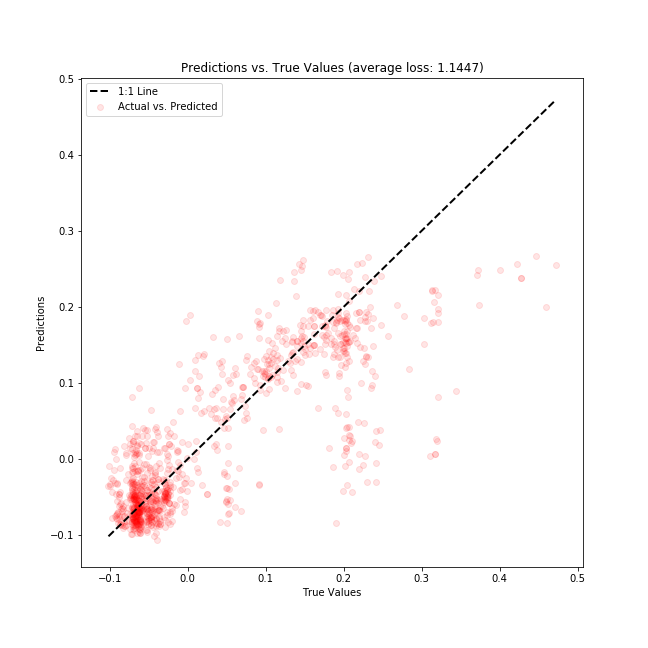 Predictions vs. True Values (average loss: 1.1447)
1:1 Line
Actual vs. Predicted
0.5
0.4
0.3
0.2
0.1
0.0
−0.1
Predictions
−0.1 0.0 0.1 0.2 0.3 0.4 0.5
True Values